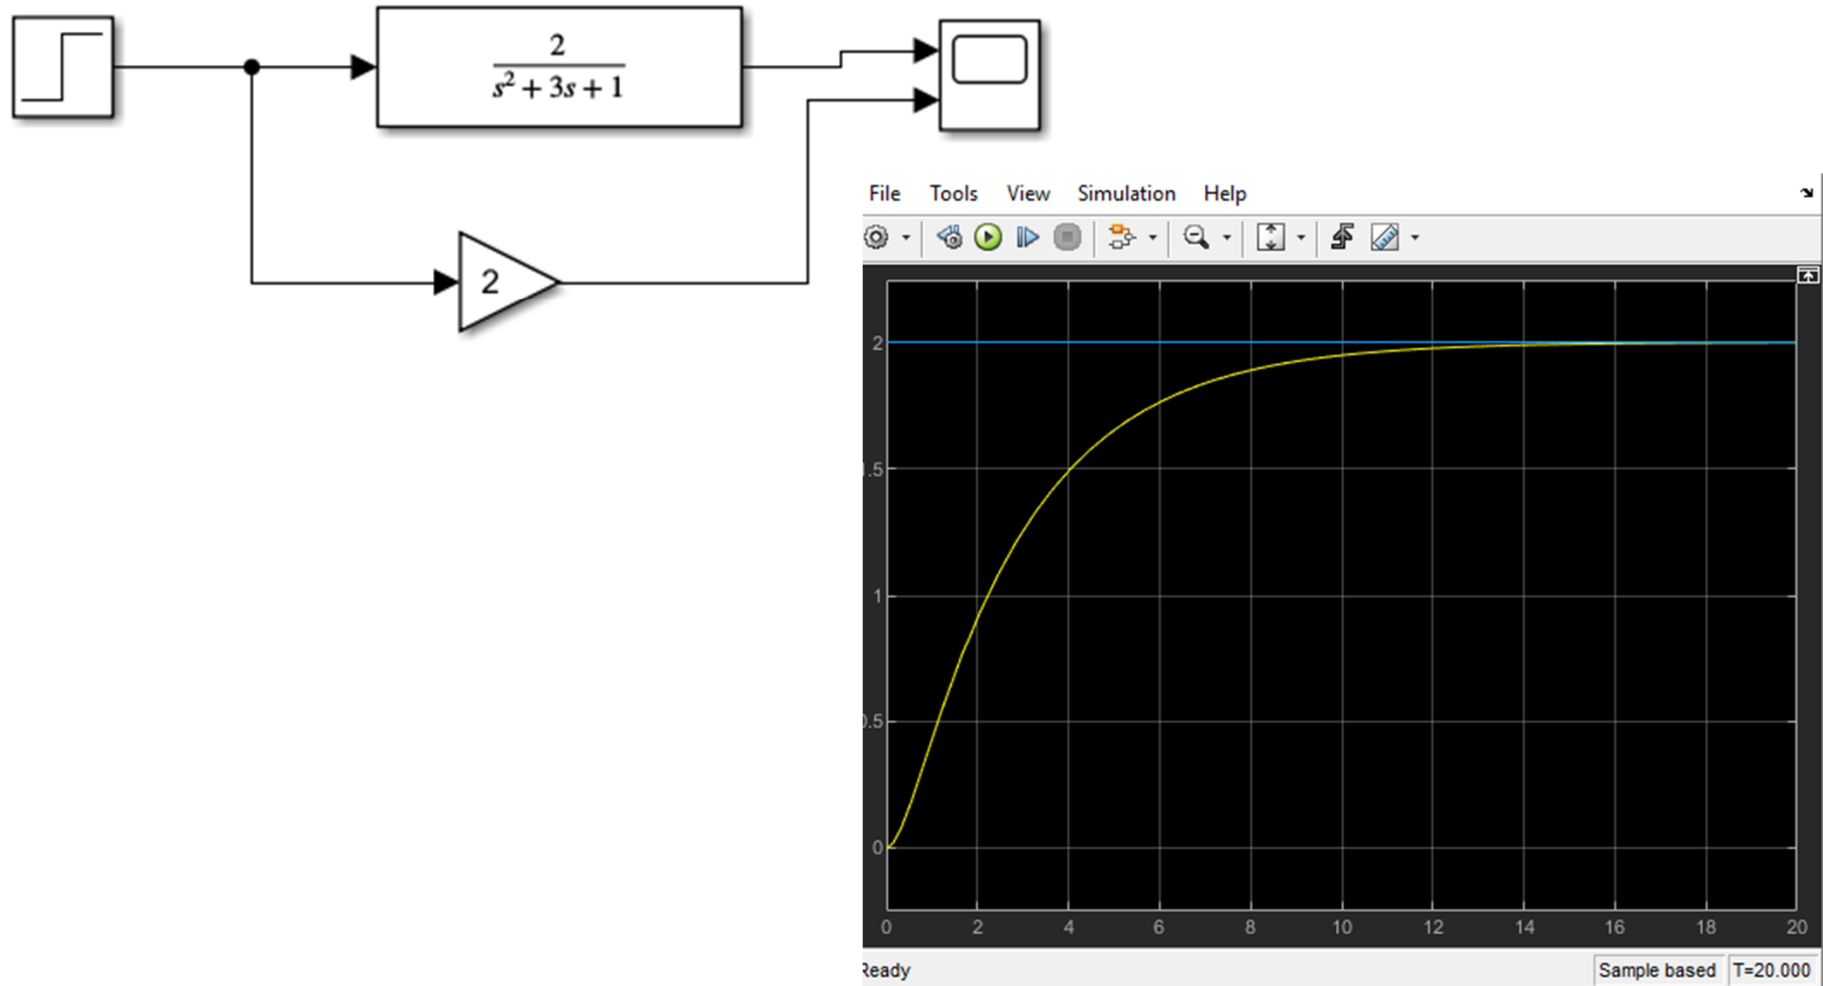 2
s² + 3s + 1
2
File Tools View Simulation Help
2
.5
1
0.5
0
0 2 4 6 8 10 12 14 16 18 20
Ready Sample based T=20.000